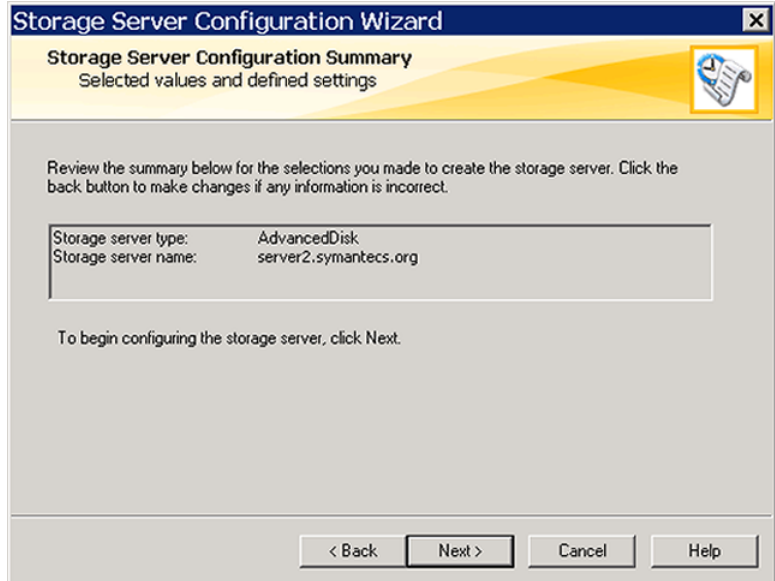 Storage Server Configuration Wizard
Storage Server Configuration Summary
Selected values and defined settings
Review the summary below for the selections you made to create the storage server. Click the
back button to make changes if any information is incorrect.
Storage server type: AdvancedDisk
Storage server name: server2.symantecs.org
To begin configuring the storage server, click Next.
< Back Next > Cancel Help